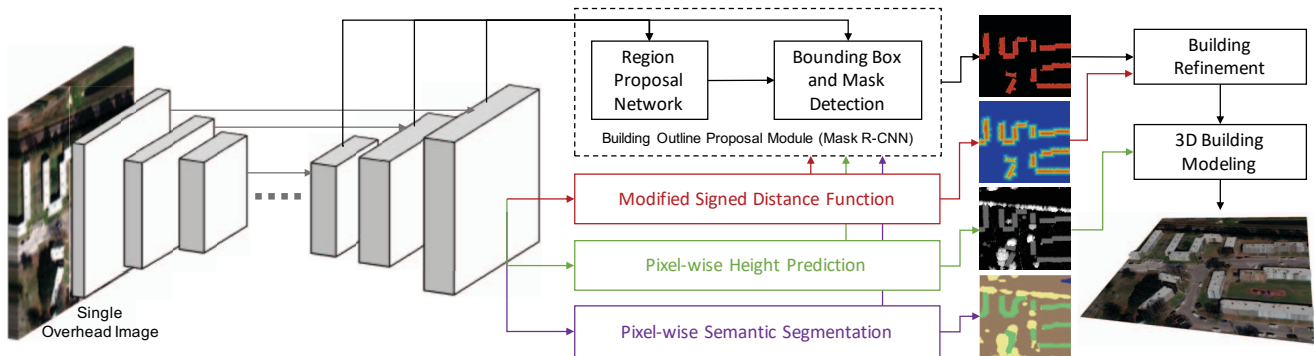 Single
Overhead Image
Region
Proposal
Network
Bounding Box
and Mask
Detection
Building Outline Proposal Module (Mask R-CNN)
Modified Signed Distance Function
Pixel-wise Height Prediction
Pixel-wise Semantic Segmentation
Building
Refinement
3D Building
Modeling